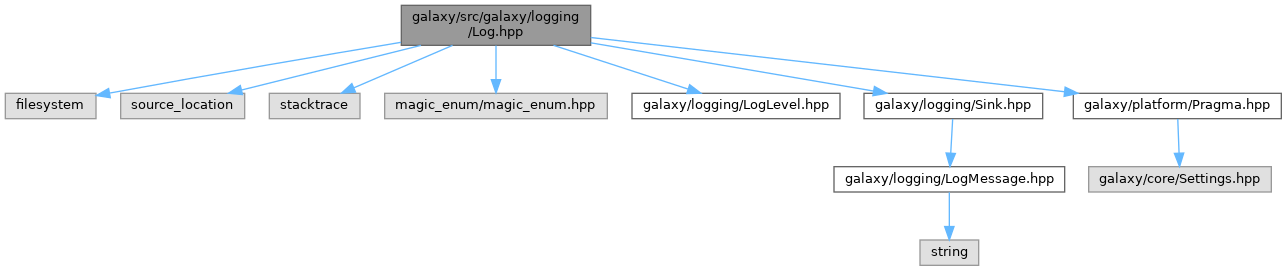 galaxy/src/galaxy/logging
/Log.hpp
filesystem
source_location
stacktrace
magic_enum/magic_enum.hpp
galaxy/logging/LogLevel.hpp
galaxy/logging/Sink.hpp
galaxy/platform/Pragma.hpp
galaxy/logging/LogMessage.hpp
galaxy/core/Settings.hpp
string